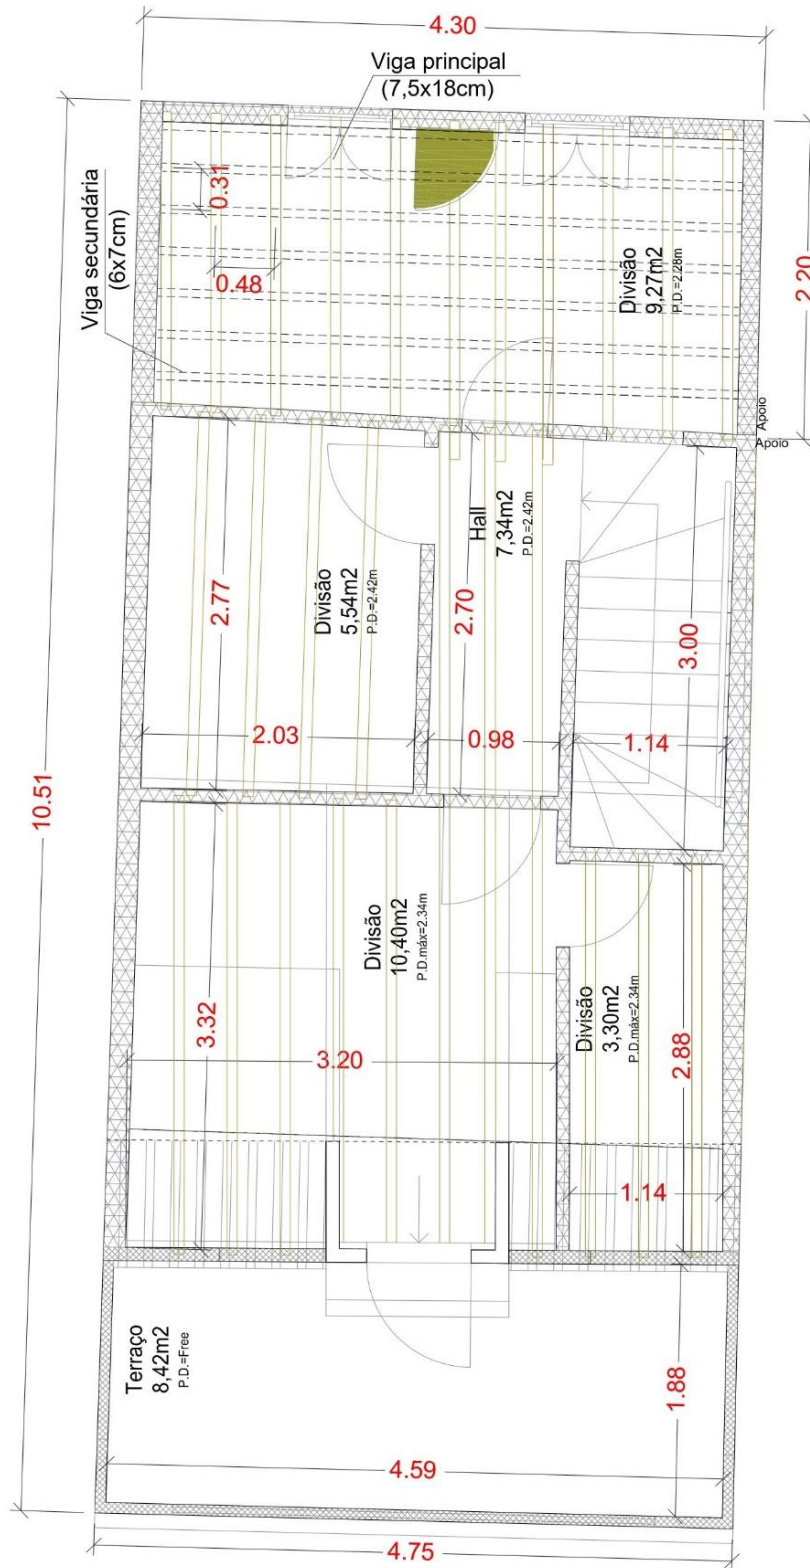 4.30
Viga principal
(7,5x18cm)
Viga secundária
(6x7cm)
0.31
0.48
Divisão
9,27m2
P.D.=2.28m
2.20
Apoio
Apoio
Hall
7,34m2
P.D.=2.42m
2.77
Divisão
5,54m2
P.D.=2.42m
2.70
3.00
2.03
0.98
1.14
10.51
Divisão
10,40m2
P.D.máx=2.34m
3.32
3.20
Divisão
3,30m2
P.D.máx=2.34m
2.88
1.14
Terraço
8,42m2
P.D.=Free
1.88
4.59
4.75